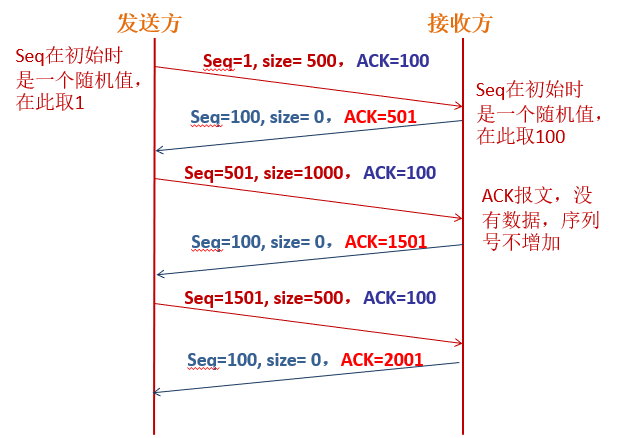 发送方
接收方
Seq在初始时
是一个随机值，
在此取1
Seq=1, size= 500，ACK=100
Seq在初始时
是一个随机值，
在此取100
Seq=100, size= 0，ACK=501
Seq=501, size=1000，ACK=100
ACK报文，没
有数据，序列
号不增加
Seq=100, size= 0，ACK=1501
Seq=1501, size=500，ACK=100
Seq=100, size= 0，ACK=2001